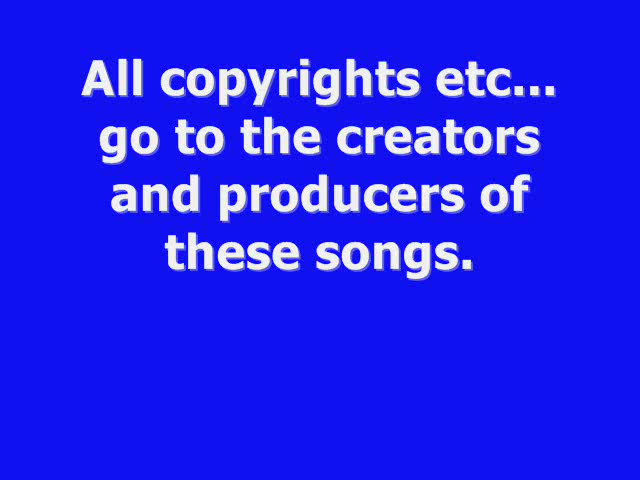 All copyrights etc...
go to the creators
and producers of
these songs.